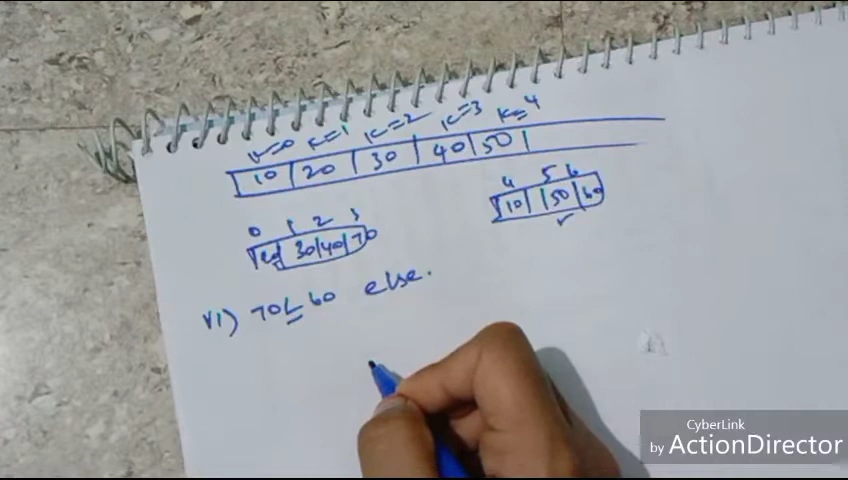 K=0 K=1 K=2 K=3 K=4
10 20 30 40 50
4 5 6
10 50 60
0 1 2 3
20 30 40 70
vi) 70 ≤ 60 else.
CyberLink
by ActionDirector